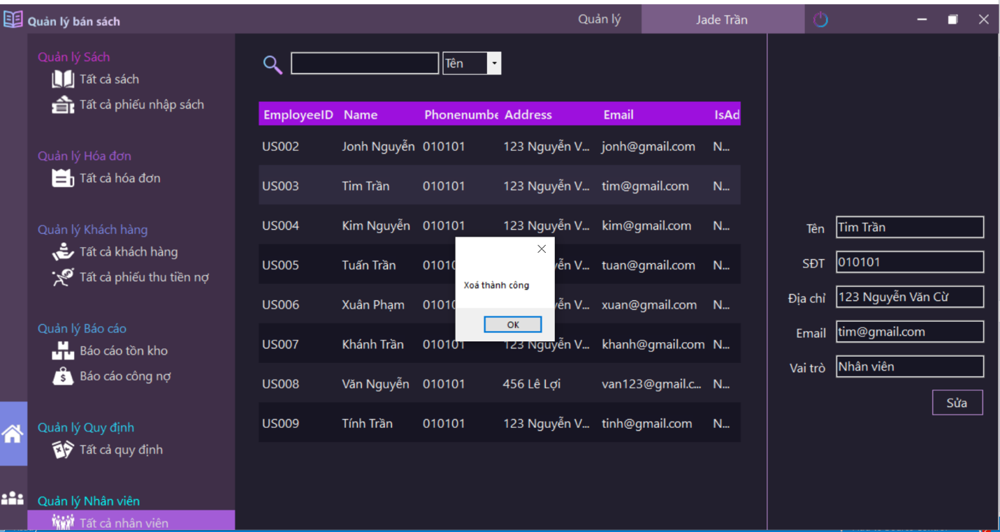 Quản lý bán sách
Quản lý
Jade Trần
Quản lý Sách
Tất cả sách
Tất cả phiếu nhập sách
Quản lý Hóa đơn
Tất cả hóa đơn
Quản lý Khách hàng
Tất cả khách hàng
Tất cả phiếu thu tiền nợ
Quản lý Báo cáo
Báo cáo tồn kho
Báo cáo công nợ
Quản lý Quy định
Tất cả quy định
Quản lý Nhân viên
Tất cả nhân viên
Tên
EmployeeID Name Phonenumbe Address Email IsAd
US002 Jonh Nguyễn 010101 123 Nguyễn V... jonh@gmail.com N...
US003 Tim Trần 010101 123 Nguyễn V... tim@gmail.com N...
US004 Kim Nguyễn 010101 123 Nguyễn V... kim@gmail.com N...
US005 Tuấn Trần 0101 yễn V... tuan@gmail.com N...
US006 Xuân Phạm 0101 yễn V... xuan@gmail.com N...
US007 Khánh Trần 010101 123 Nguyễn V... khanh@gmail.com N...
US008 Văn Nguyễn 010101 456 Lê Lợi van123@gmail.c... N...
US009 Tính Trần 010101 123 Nguyễn V... tinh@gmail.com N...
Xoá thành công
OK
Tên Tim Trần
SĐT 010101
Địa chỉ 123 Nguyễn Văn Cừ
Email tim@gmail.com
Vai trò Nhân viên
Sửa